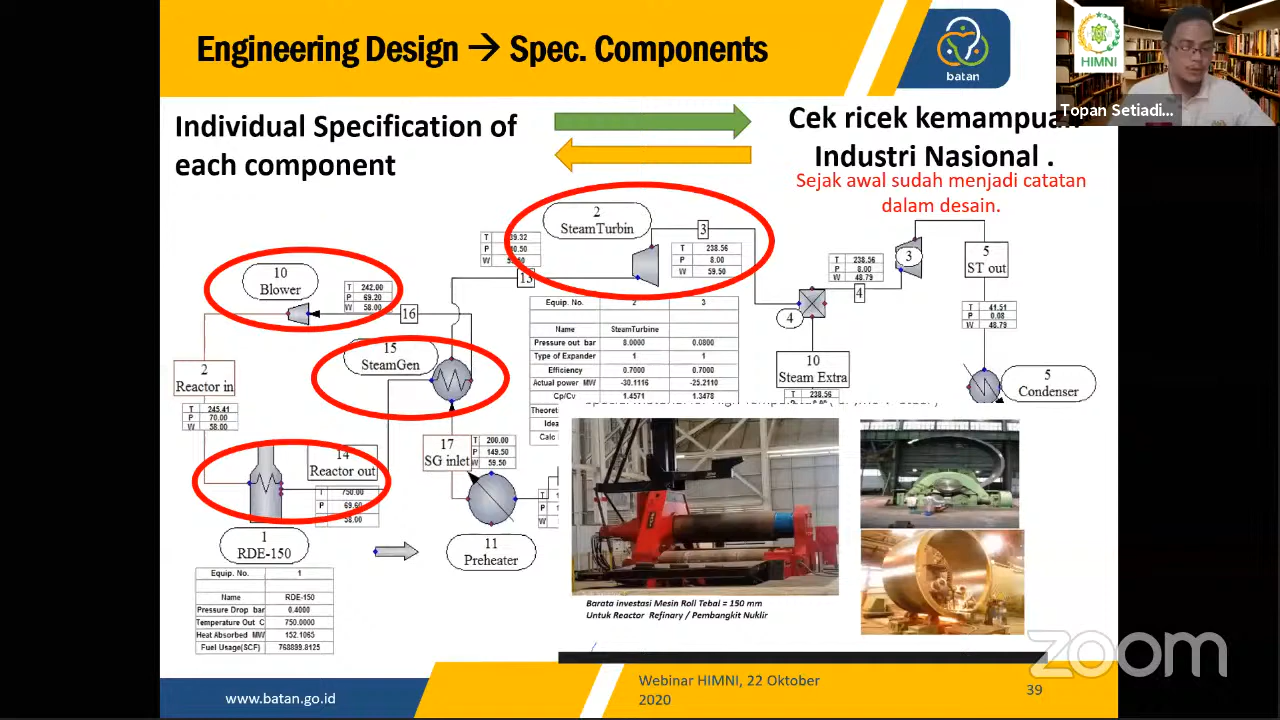 Engineering Design → Spec. Components
batan
HIMNI
Topan Setiadi...
Individual Specification of
each component
Cek ricek kemampuan
Industri Nasional .
Sejak awal sudah menjadi catatan
dalam desain.
2
SteamTurbin
3
T 238.56
P 8.00
W 59.50
13
10
Blower
T 242.00
P 69.20
W 58.00
16
15
SteamGen
2
Reactor in
T 245.41
P 70.00
W 58.00
14
Reactor out
T 750.00
P 69.60
58.00
1
RDE-150
17
SG inlet
T 200.00
P 149.50
W 59.50
11
Preheater
Equip. No. 2 3
Name SteamTurbine
Pressure out bar 8.0000 0.0800
Type of Expander 1 1
Efficiency 0.7000 0.7000
Actual power MW -30.1116 -25.2110
Cp/Cv 1.4571 1.3478
4
10
Steam Extra
238.56
T 238.56
P 8.00
W 48.79
4
3
5
ST out
T 41.51
P 0.08
W 48.79
5
Condenser
Equip. No. 1
Name RDE-150
Pressure Drop bar 0.4000
Temperature Out C 750.0000
Heat Absorbed MW 152.1065
Fuel Usage(SCF) 768899.8125
Barata investasi Mesin Roll Tebal = 150 mm
Untuk Reactor Refinary / Pembangkit Nuklir
zoom
www.batan.go.id
Webinar HIMNI, 22 Oktober
2020
39